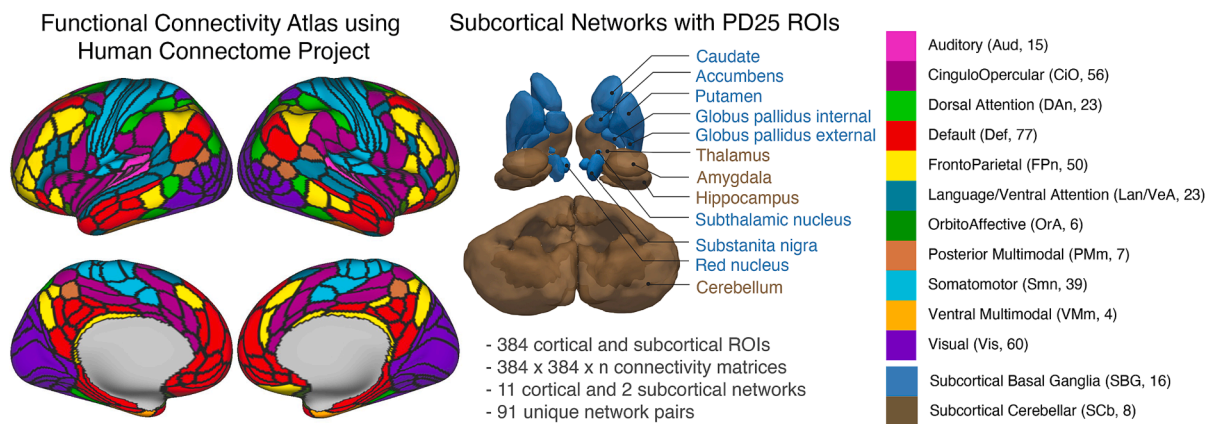 Functional Connectivity Atlas using
Human Connectome Project
Subcortical Networks with PD25 ROIs
Caudate
Accumbens
Putamen
Globus pallidus internal
Globus pallidus external
Thalamus
Amygdala
Hippocampus
Subthalamic nucleus
Substanita nigra
Red nucleus
Cerebellum
- 384 cortical and subcortical ROIs
- 384 x 384 x n connectivity matrices
- 11 cortical and 2 subcortical networks
- 91 unique network pairs
Auditory (Aud, 15)
CinguloOpercular (CiO, 56)
Dorsal Attention (DAn, 23)
Default (Def, 77)
FrontoParietal (FPn, 50)
Language/Ventral Attention (Lan/VeA, 23)
OrbitoAffective (OrA, 6)
Posterior Multimodal (PMm, 7)
Somatomotor (Smn, 39)
Ventral Multimodal (VMm, 4)
Visual (Vis, 60)
Subcortical Basal Ganglia (SBG, 16)
Subcortical Cerebellar (SCb, 8)